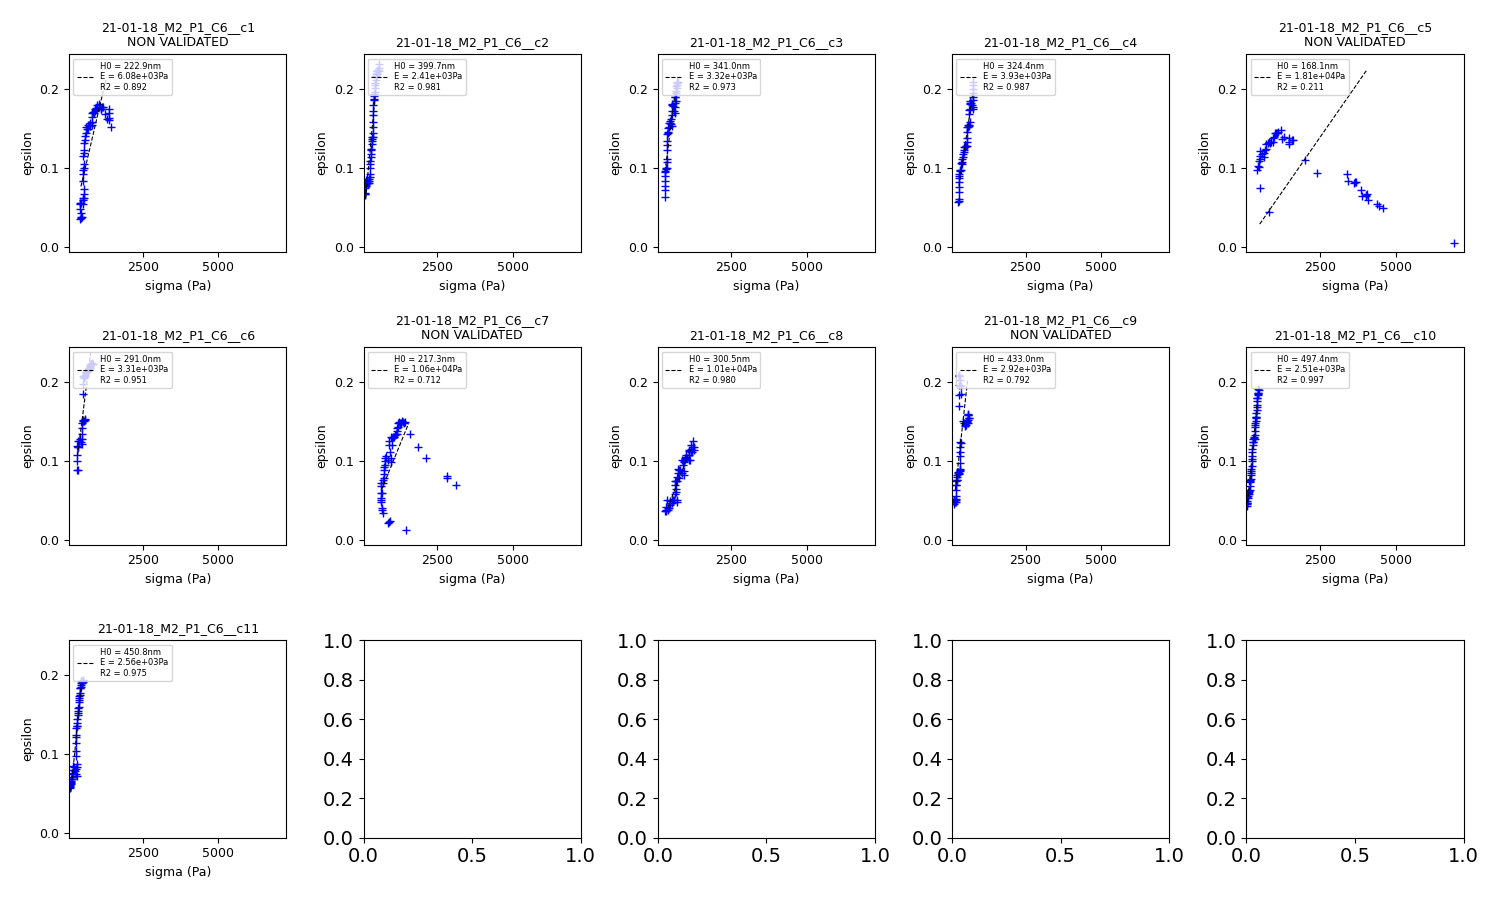 21-01-18_M2_P1_C6__c1
NON VALIDATED
H0 = 222.9nm
E = 6.08e+03Pa
R2 = 0.892
0.2
0.1
0.0
epsilon
2500
5000
sigma (Pa)
21-01-18_M2_P1_C6__c2
H0 = 399.7nm
E = 2.41e+03Pa
R2 = 0.981
0.2
0.1
0.0
epsilon
2500
5000
sigma (Pa)
21-01-18_M2_P1_C6__c3
H0 = 341.0nm
E = 3.32e+03Pa
R2 = 0.973
0.2
0.1
0.0
epsilon
2500
5000
sigma (Pa)
21-01-18_M2_P1_C6__c4
H0 = 324.4nm
E = 3.93e+03Pa
R2 = 0.987
0.2
0.1
0.0
epsilon
2500
5000
sigma (Pa)
21-01-18_M2_P1_C6__c5
NON VALIDATED
H0 = 168.1nm
E = 1.81e+04Pa
R2 = 0.211
0.2
0.1
0.0
epsilon
2500
5000
sigma (Pa)
21-01-18_M2_P1_C6__c6
H0 = 291.0nm
E = 3.31e+03Pa
R2 = 0.951
0.2
0.1
0.0
epsilon
2500
5000
sigma (Pa)
21-01-18_M2_P1_C6__c7
NON VALIDATED
H0 = 217.3nm
E = 1.06e+04Pa
R2 = 0.712
0.2
0.1
0.0
epsilon
2500
5000
sigma (Pa)
21-01-18_M2_P1_C6__c8
H0 = 300.5nm
E = 1.01e+04Pa
R2 = 0.980
0.2
0.1
0.0
epsilon
2500
5000
sigma (Pa)
21-01-18_M2_P1_C6__c9
NON VALIDATED
H0 = 433.0nm
E = 2.92e+03Pa
R2 = 0.792
0.2
0.1
0.0
epsilon
2500
5000
sigma (Pa)
21-01-18_M2_P1_C6__c10
H0 = 497.4nm
E = 2.51e+03Pa
R2 = 0.997
0.2
0.1
0.0
epsilon
2500
5000
sigma (Pa)
21-01-18_M2_P1_C6__c11
H0 = 450.8nm
E = 2.56e+03Pa
R2 = 0.975
0.2
0.1
0.0
epsilon
2500
5000
sigma (Pa)
1.0
0.8
0.6
0.4
0.2
0.0
0.0
0.5
1.0
1.0
0.8
0.6
0.4
0.2
0.0
0.0
0.5
1.0
1.0
0.8
0.6
0.4
0.2
0.0
0.0
0.5
1.0
1.0
0.8
0.6
0.4
0.2
0.0
0.0
0.5
1.0